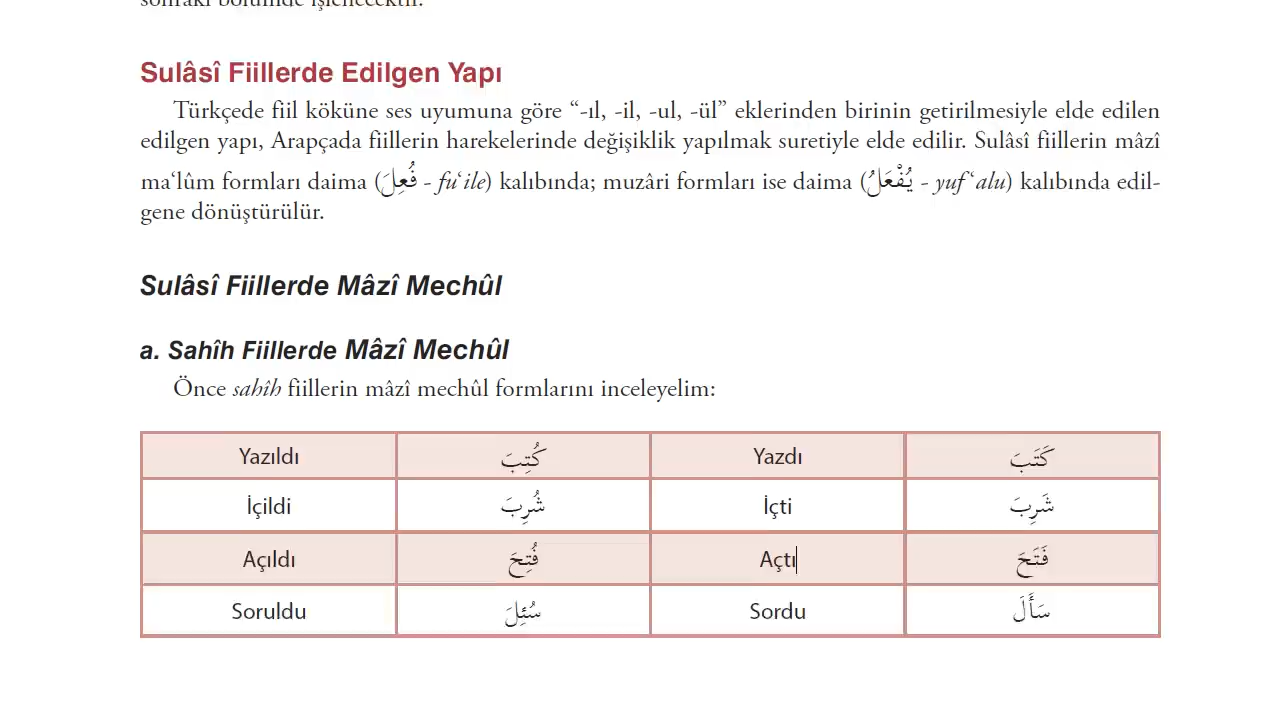 sonraki bölümde işlenecektir.
Sulâsî Fiillerde Edilgen Yapı
Türkçede fiil köküne ses uyumuna göre “-ıl, -il, -ul, -ül” eklerinden birinin getirilmesiyle elde edilen
edilgen yapı, Arapçada fiillerin harekelerinde değişiklik yapılmak suretiyle elde edilir. Sulâsî fiillerin mâzî
ma‘lûm formları daima (فُعِلَ - fu‘ile) kalıbında; muzâri formları ise daima (يُفْعَلُ - yuf‘alu) kalıbında edil-
gene dönüştürülür.
Sulâsî Fiillerde Mâzî Mechûl
a. Sahîh Fiillerde Mâzî Mechûl
Önce sahîh fiillerin mâzî mechûl formlarını inceleyelim:
Yazıldı كُتِبَ Yazdı كَتَبَ
İçildi شُرِبَ İçti شَرِبَ
Açıldı فُتِحَ Açtı فَتَحَ
Soruldu سُئِلَ Sordu سَأَلَ